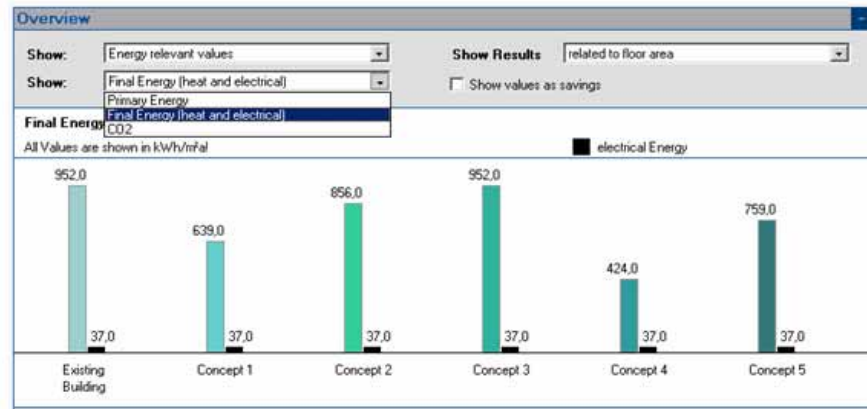 Overview
Show: Energy relevant values Show Results related to floor area
Show: Final Energy (heat and electrical) Show values as savings
Primary Energy
Final Energy (heat and electrical)
CO2
Final Energy
All Values are shown in kWh/m²a! electrical Energy
952,0 37,0 639,0 37,0 856,0 37,0 952,0 37,0 424,0 37,0 759,0 37,0
Existing Building Concept 1 Concept 2 Concept 3 Concept 4 Concept 5